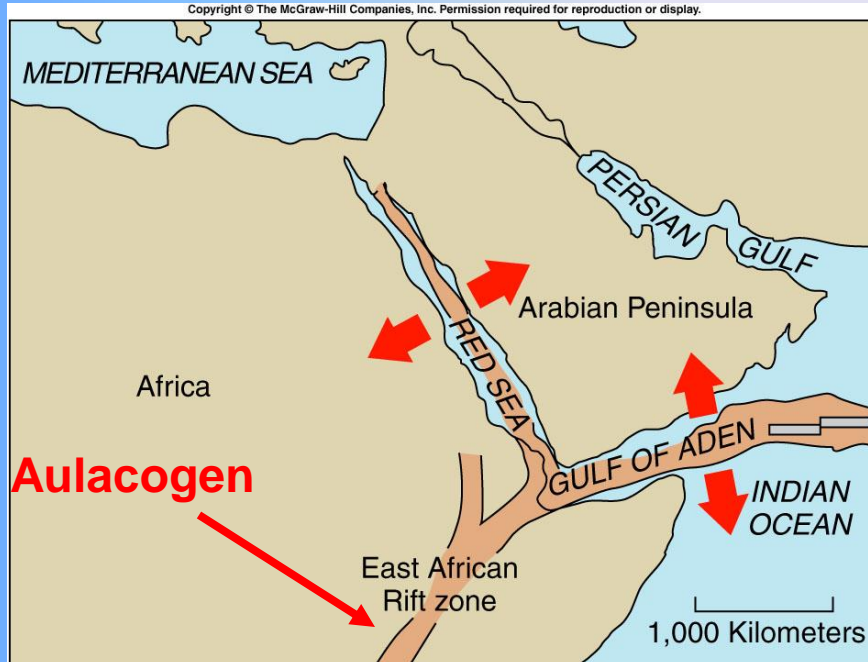 Copyright © The McGraw-Hill Companies, Inc. Permission required for reproduction or display.
MEDITERRANEAN SEA
PERSIAN
GULF
Arabian Peninsula
RED SEA
Africa
GULF OF ADEN
Aulacogen
INDIAN
OCEAN
East African
Rift zone
1,000 Kilometers